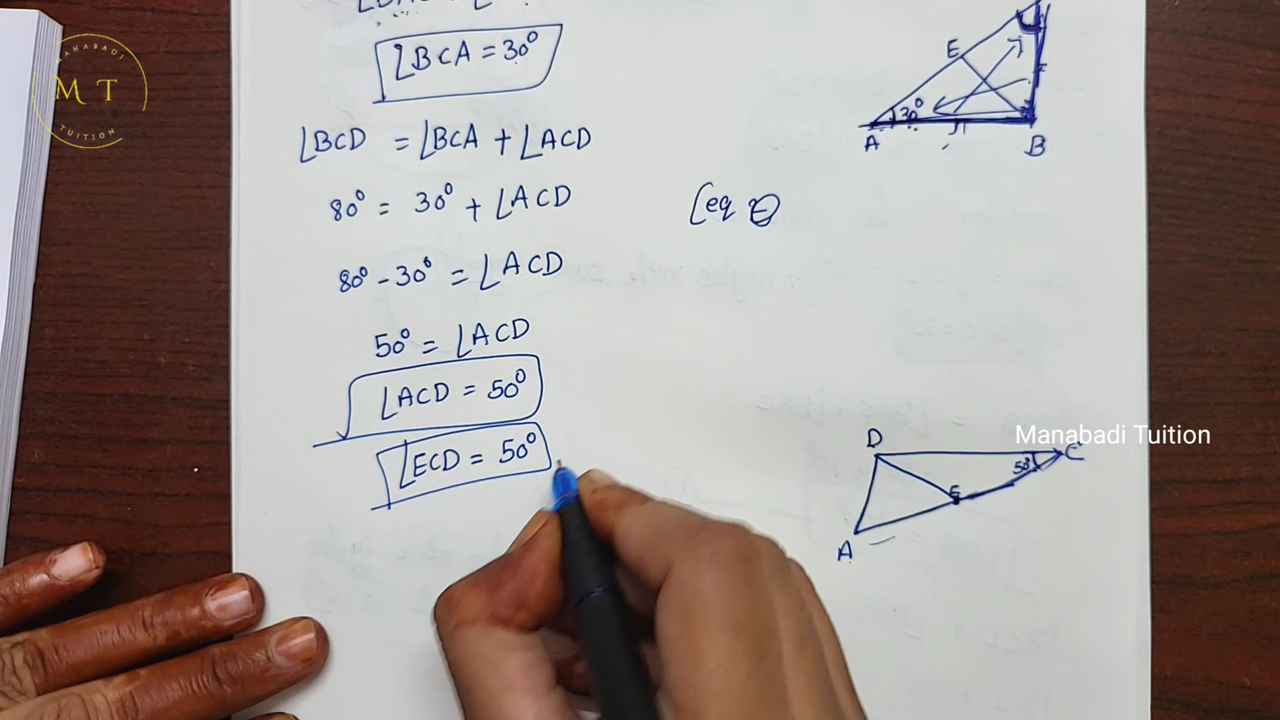 ∠BCA = 30°
∠BCD = ∠BCA + ∠ACD
80° = 30° + ∠ACD
[eq ②
80° - 30° = ∠ACD
50° = ∠ACD
∠ACD = 50°
∠ECD = 50°
E
30°
A
B
D
C
50°
E
A
MANABADI
M T
TUITION
Manabadi Tuition